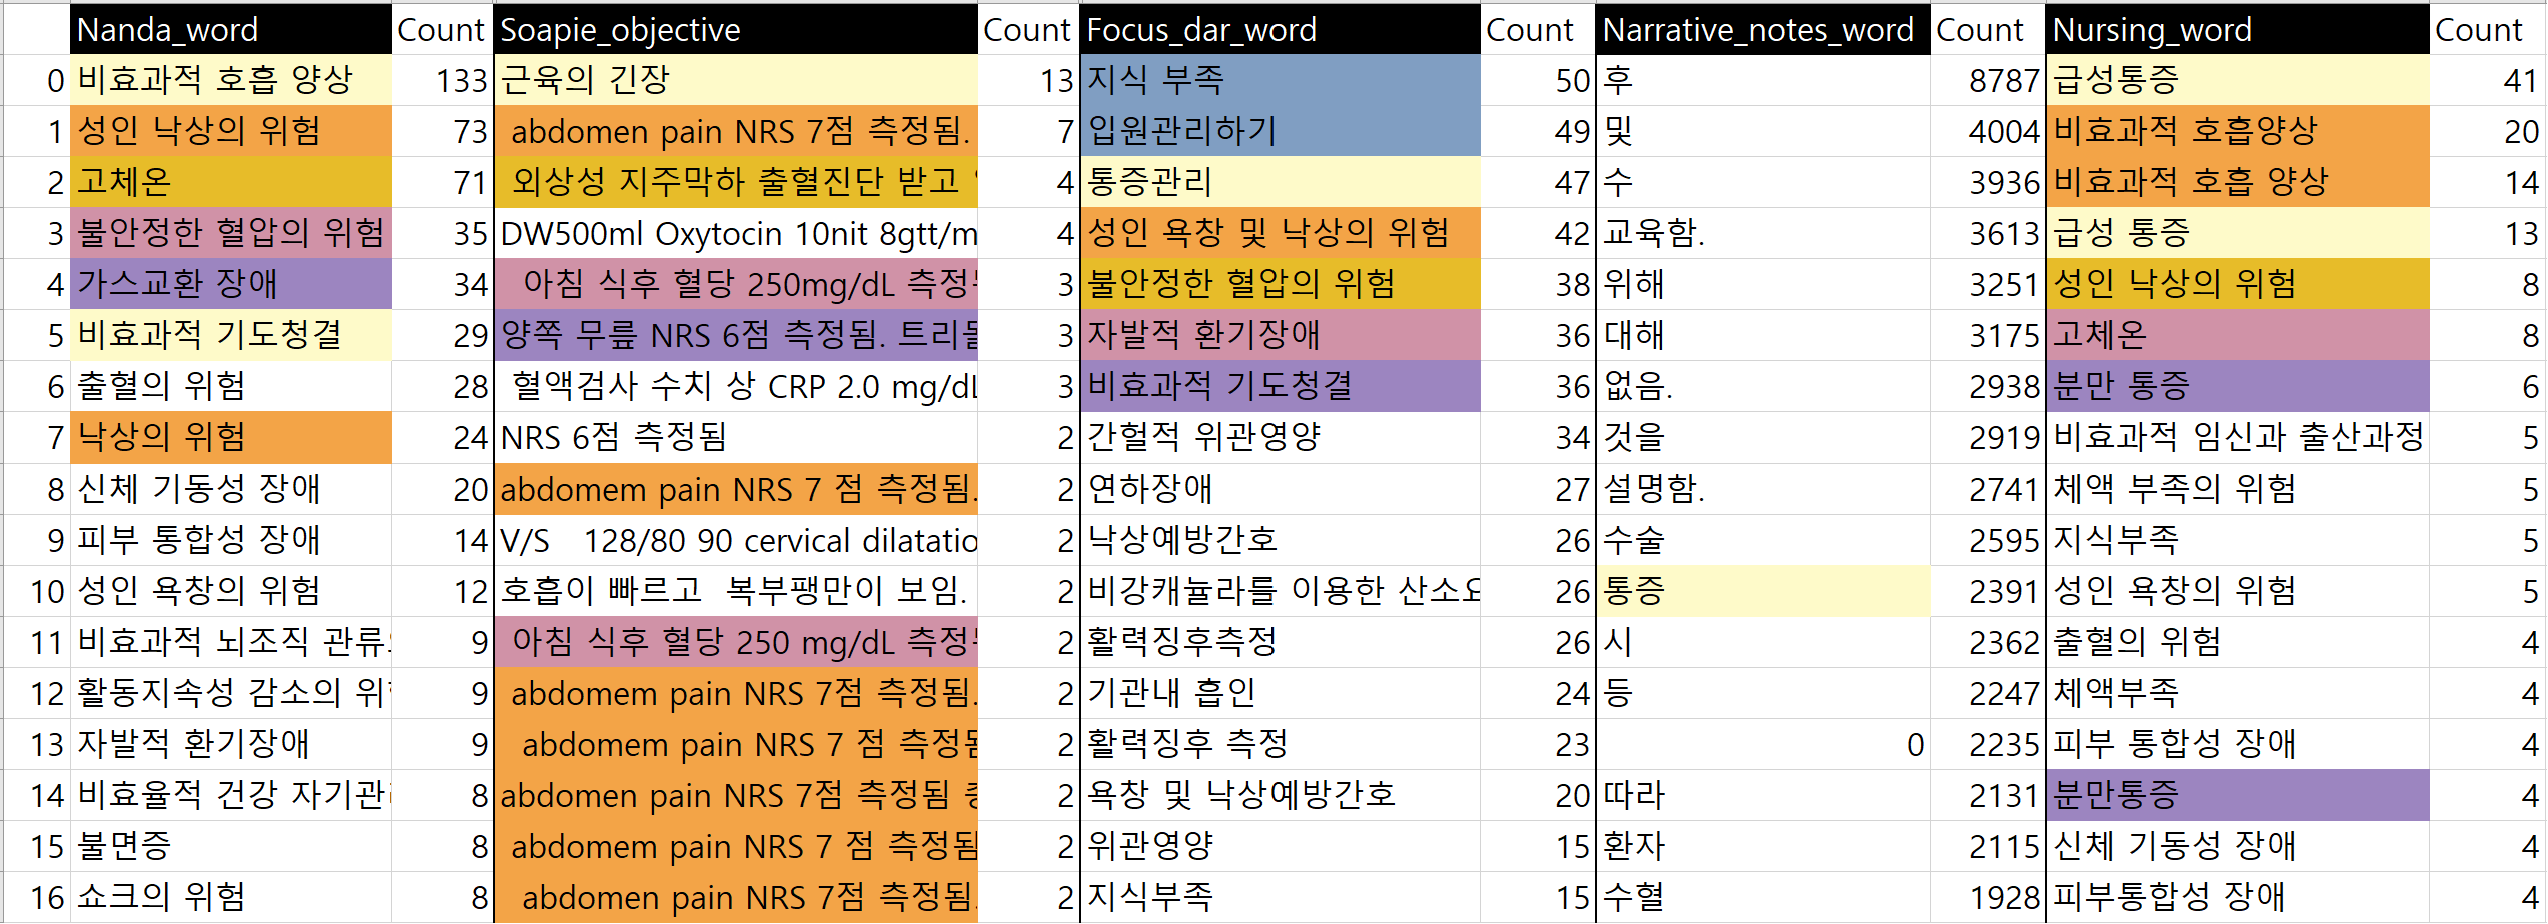 Nanda_word Count Soapie_objective Count Focus_dar_word Count Narrative_notes_word Count Nursing_word Count
0 비효과적 호흡 양상 133 근육의 긴장 13 지식 부족 50 후 8787 급성통증 41
1 성인 낙상의 위험 73 abdomen pain NRS 7점 측정됨. 7 입원관리하기 49 및 4004 비효과적 호흡양상 20
2 고체온 71 외상성 지주막하 출혈진단 받고 4 통증관리 47 수 3936 비효과적 호흡 양상 14
3 불안정한 혈압의 위험 35 DW500ml Oxytocin 10nit 8gtt/m 4 성인 욕창 및 낙상의 위험 42 교육함. 3613 급성 통증 13
4 가스교환 장애 34 아침 식후 혈당 250mg/dL 측정 3 불안정한 혈압의 위험 38 위해 3251 성인 낙상의 위험 8
5 비효과적 기도청결 29 양쪽 무릎 NRS 6점 측정됨. 트리돌 3 자발적 환기장애 36 대해 3175 고체온 8
6 출혈의 위험 28 혈액검사 수치 상 CRP 2.0 mg/dL 3 비효과적 기도청결 36 없음. 2938 분만 통증 6
7 낙상의 위험 24 NRS 6점 측정됨 2 간헐적 위관영양 34 것을 2919 비효과적 임신과 출산과정 5
8 신체 기동성 장애 20 abdomem pain NRS 7 점 측정됨. 2 연하장애 27 설명함. 2741 체액 부족의 위험 5
9 피부 통합성 장애 14 V/S 128/80 90 cervical dilatatio 2 낙상예방간호 26 수술 2595 지식부족 5
10 성인 욕창의 위험 12 호흡이 빠르고 복부팽만이 보임. 2 비강캐뉼라를 이용한 산소요 26 통증 2391 성인 욕창의 위험 5
11 비효과적 뇌조직 관류의 9 아침 식후 혈당 250 mg/dL 측정 2 활력징후측정 26 시 2362 출혈의 위험 4
12 활동지속성 감소의 위험 9 abdomem pain NRS 7점 측정됨. 2 기관내 흡인 24 등 2247 체액부족 4
13 자발적 환기장애 9 abdomem pain NRS 7 점 측정됨 2 활력징후 측정 23 0 2235 피부 통합성 장애 4
14 비효율적 건강 자기관리 8 abdomen pain NRS 7점 측정됨 2 욕창 및 낙상예방간호 20 따라 2131 분만통증 4
15 불면증 8 abdomem pain NRS 7 점 측정됨 2 위관영양 15 환자 2115 신체 기동성 장애 4
16 쇼크의 위험 8 abdomen pain NRS 7점 측정됨. 2 지식부족 15 수혈 1928 피부통합성 장애 4